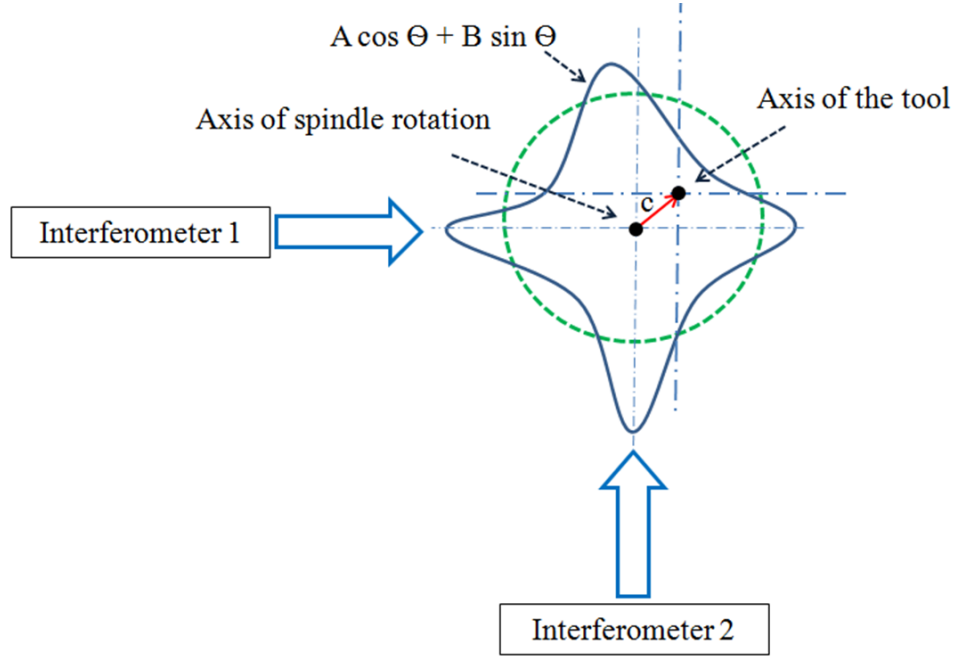 A cos Θ + B sin Θ
Axis of the tool
Axis of spindle rotation
c
Interferometer 1
Interferometer 2